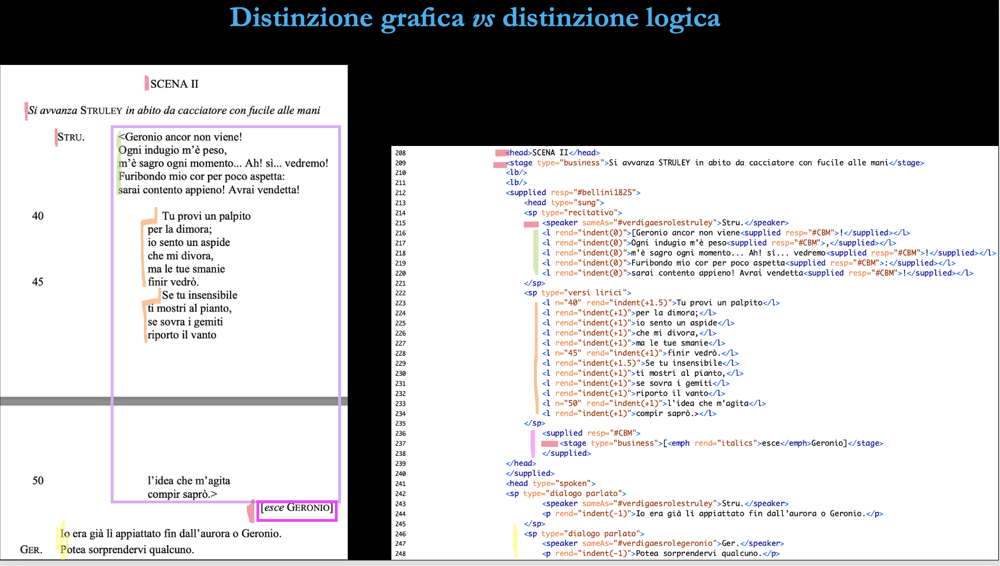 Distinzione grafica vs distinzione logica
SCENA II
Si avvanza STRULEY in abito da cacciatore con fucile alle mani
STRU. <Geronio ancor non viene!
Ogni indugio m’è peso,
m’è sagro ogni momento... Ah! sì... vedremo!
Furibondo mio cor per poco aspetta:
sarai contento appieno! Avrai vendetta!
40 Tu provi un palpito
per la dimora;
io sento un aspide
che mi divora,
ma le tue smanie
45 finir vedrò.
Se tu insensibile
ti mostri al pianto,
se sovra i gemiti
riporto il vanto
50 l’idea che m’agita
compir saprò.>
[esce GERONIO]
Io era già lì appiattato fin dall’aurora o Geronio.
GER. Potea sorprendervi qualcuno.
208 <head>SCENA II</head>
209 <stage type="business">Si avvanza STRULEY in abito da cacciatore con fucile alle mani</stage>
210 <lb/>
211 <lb/>
212 <supplied resp="#bellini1825">
213 <head type="sung">
214 <sp type="recitativo">
215 <speaker sameAs="#verdigaesrolestruley">Stru.</speaker>
216 <l rend="indent(0)">[Geronio ancor non viene<supplied resp="#CBM">!</supplied></l>
217 <l rend="indent(0)">Ogni indugio m'è peso<supplied resp="#CBM">,</supplied></l>
218 <l rend="indent(0)">m'è sagro ogni momento... Ah! sì... vedremo<supplied resp="#CBM">!</supplied></l>
219 <l rend="indent(0)">Furibondo mio cor per poco aspetta<supplied resp="#CBM">:</supplied></l>
220 <l rend="indent(0)">sarai contento appieno! Avrai vendetta<supplied resp="#CBM">!</supplied></l>
221 </sp>
222 <sp type="versi lirici">
223 <l n="40" rend="indent(+1.5)">Tu provi un palpito</l>
224 <l rend="indent(+1)">per la dimora;</l>
225 <l rend="indent(+1)">io sento un aspide</l>
226 <l rend="indent(+1)">che mi divora,</l>
227 <l rend="indent(+1)">ma le tue smanie</l>
228 <l n="45" rend="indent(+1)">finir vedrò.</l>
229 <l rend="indent(+1.5)">Se tu insensibile</l>
230 <l rend="indent(+1)">ti mostri al pianto,</l>
231 <l rend="indent(+1)">se sovra i gemiti</l>
232 <l rend="indent(+1)">riporto il vanto</l>
233 <l n="50" rend="indent(+1)">l'idea che m'agita</l>
234 <l rend="indent(+1)">compir saprò.></l>
235 </sp>
236 <supplied resp="#CBM">
237 <stage type="business">[<emph rend="italics">esce</emph>Geronio]</stage>
238 </supplied>
239 </head>
240 </supplied>
241 <head type="spoken">
242 <sp type="dialogo parlato">
243 <speaker sameAs="#verdigaesrolestruley">Stru.</speaker>
244 <p rend="indent(-1)">Io era già lì appiattato fin dall’aurora o Geronio.</p>
245 </sp>
246 <sp type="dialogo parlato">
247 <speaker sameAs="#verdigaesrolegeronio">Ger.</speaker>
248 <p rend="indent(-1)">Potea sorprendervi qualcuno.</p>